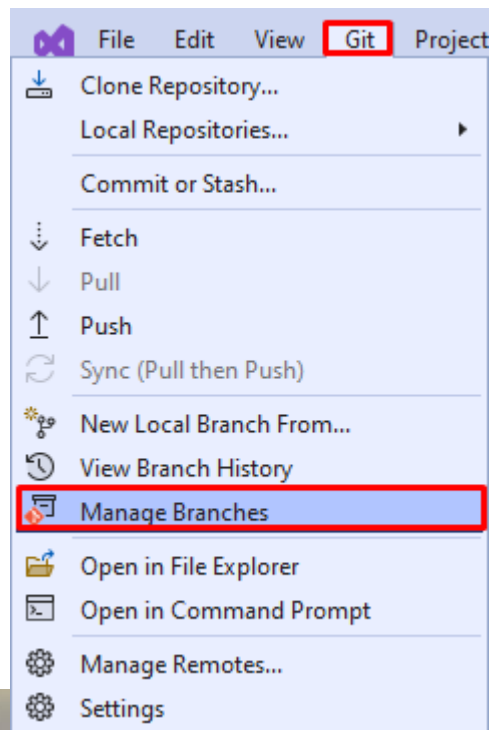 File Edit View Git Project
Clone Repository...
Local Repositories...
Commit or Stash...
Fetch
Pull
Push
Sync (Pull then Push)
New Local Branch From...
View Branch History
Manage Branches
Open in File Explorer
Open in Command Prompt
Manage Remotes...
Settings